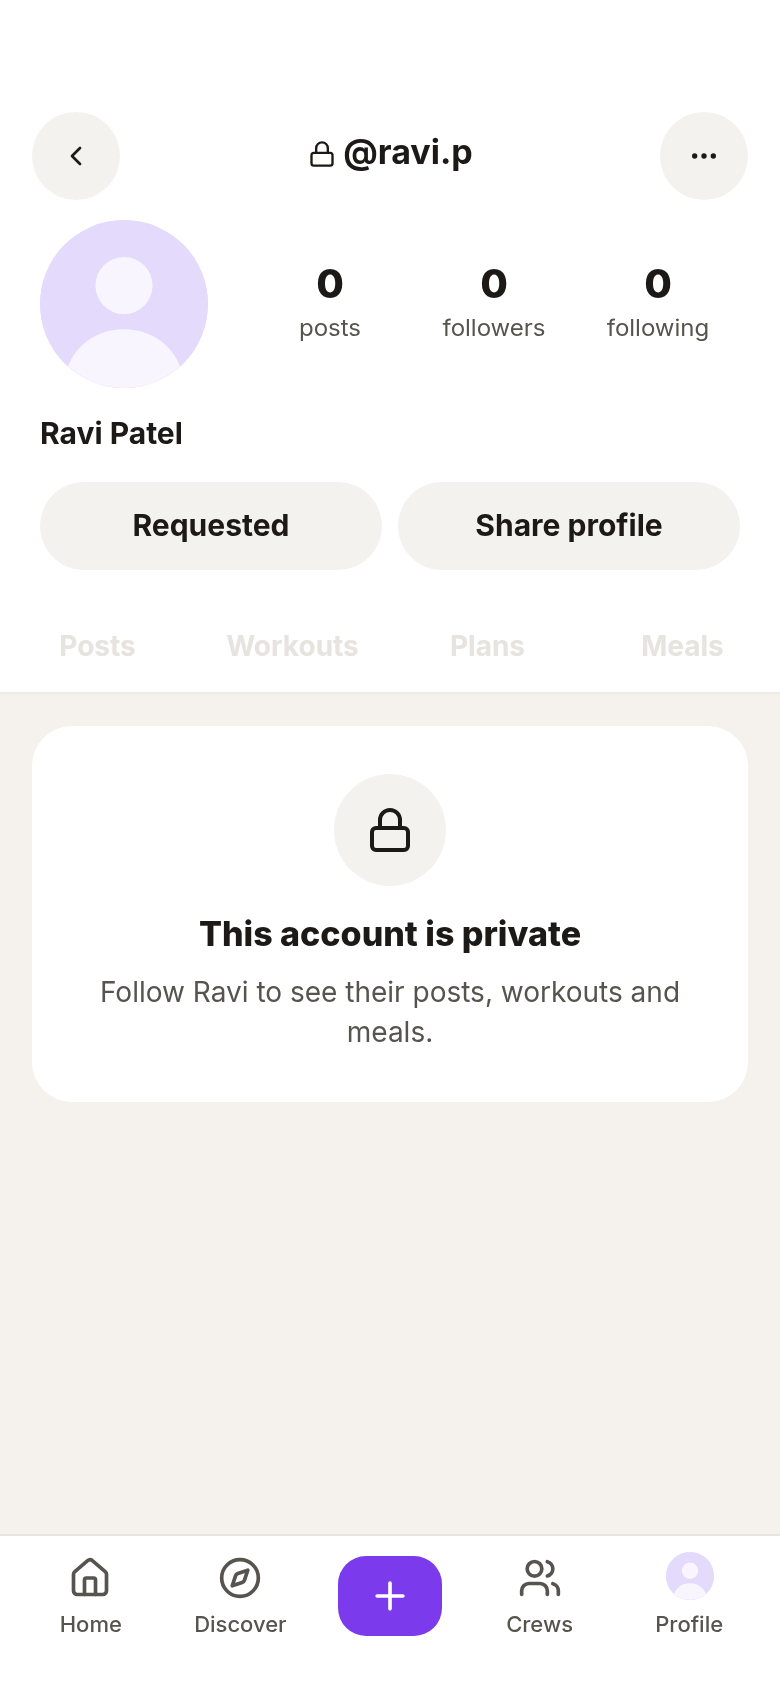 @ravi.p
0 0 0
posts followers following
Ravi Patel
Requested Share profile
Posts Workouts Plans Meals
This account is private
Follow Ravi to see their posts, workouts and
meals.
Home Discover Crews Profile